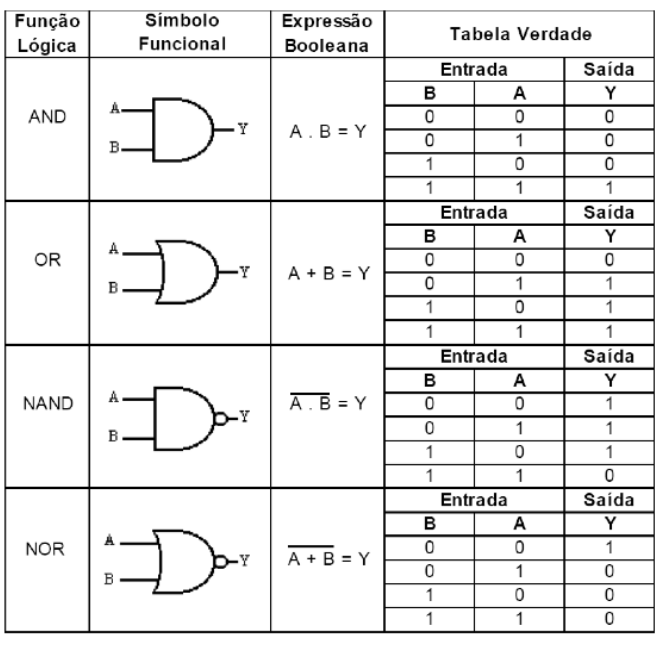 Função Lógica	Símbolo Funcional	Expressão Booleana	Tabela Verdade
AND	A B Y	A . B = Y
Entrada	Saída
B	A	Y
0	0	0
0	1	0
1	0	0
1	1	1
OR	A B Y	A + B = Y
Entrada	Saída
B	A	Y
0	0	0
0	1	1
1	0	1
1	1	1
NAND	A B Y	A̅ ̅.̅ ̅B̅ = Y
Entrada	Saída
B	A	Y
0	0	1
0	1	1
1	0	1
1	1	0
NOR	A B Y	A̅ ̅+̅ ̅B̅ = Y
Entrada	Saída
B	A	Y
0	0	1
0	1	0
1	0	0
1	1	0